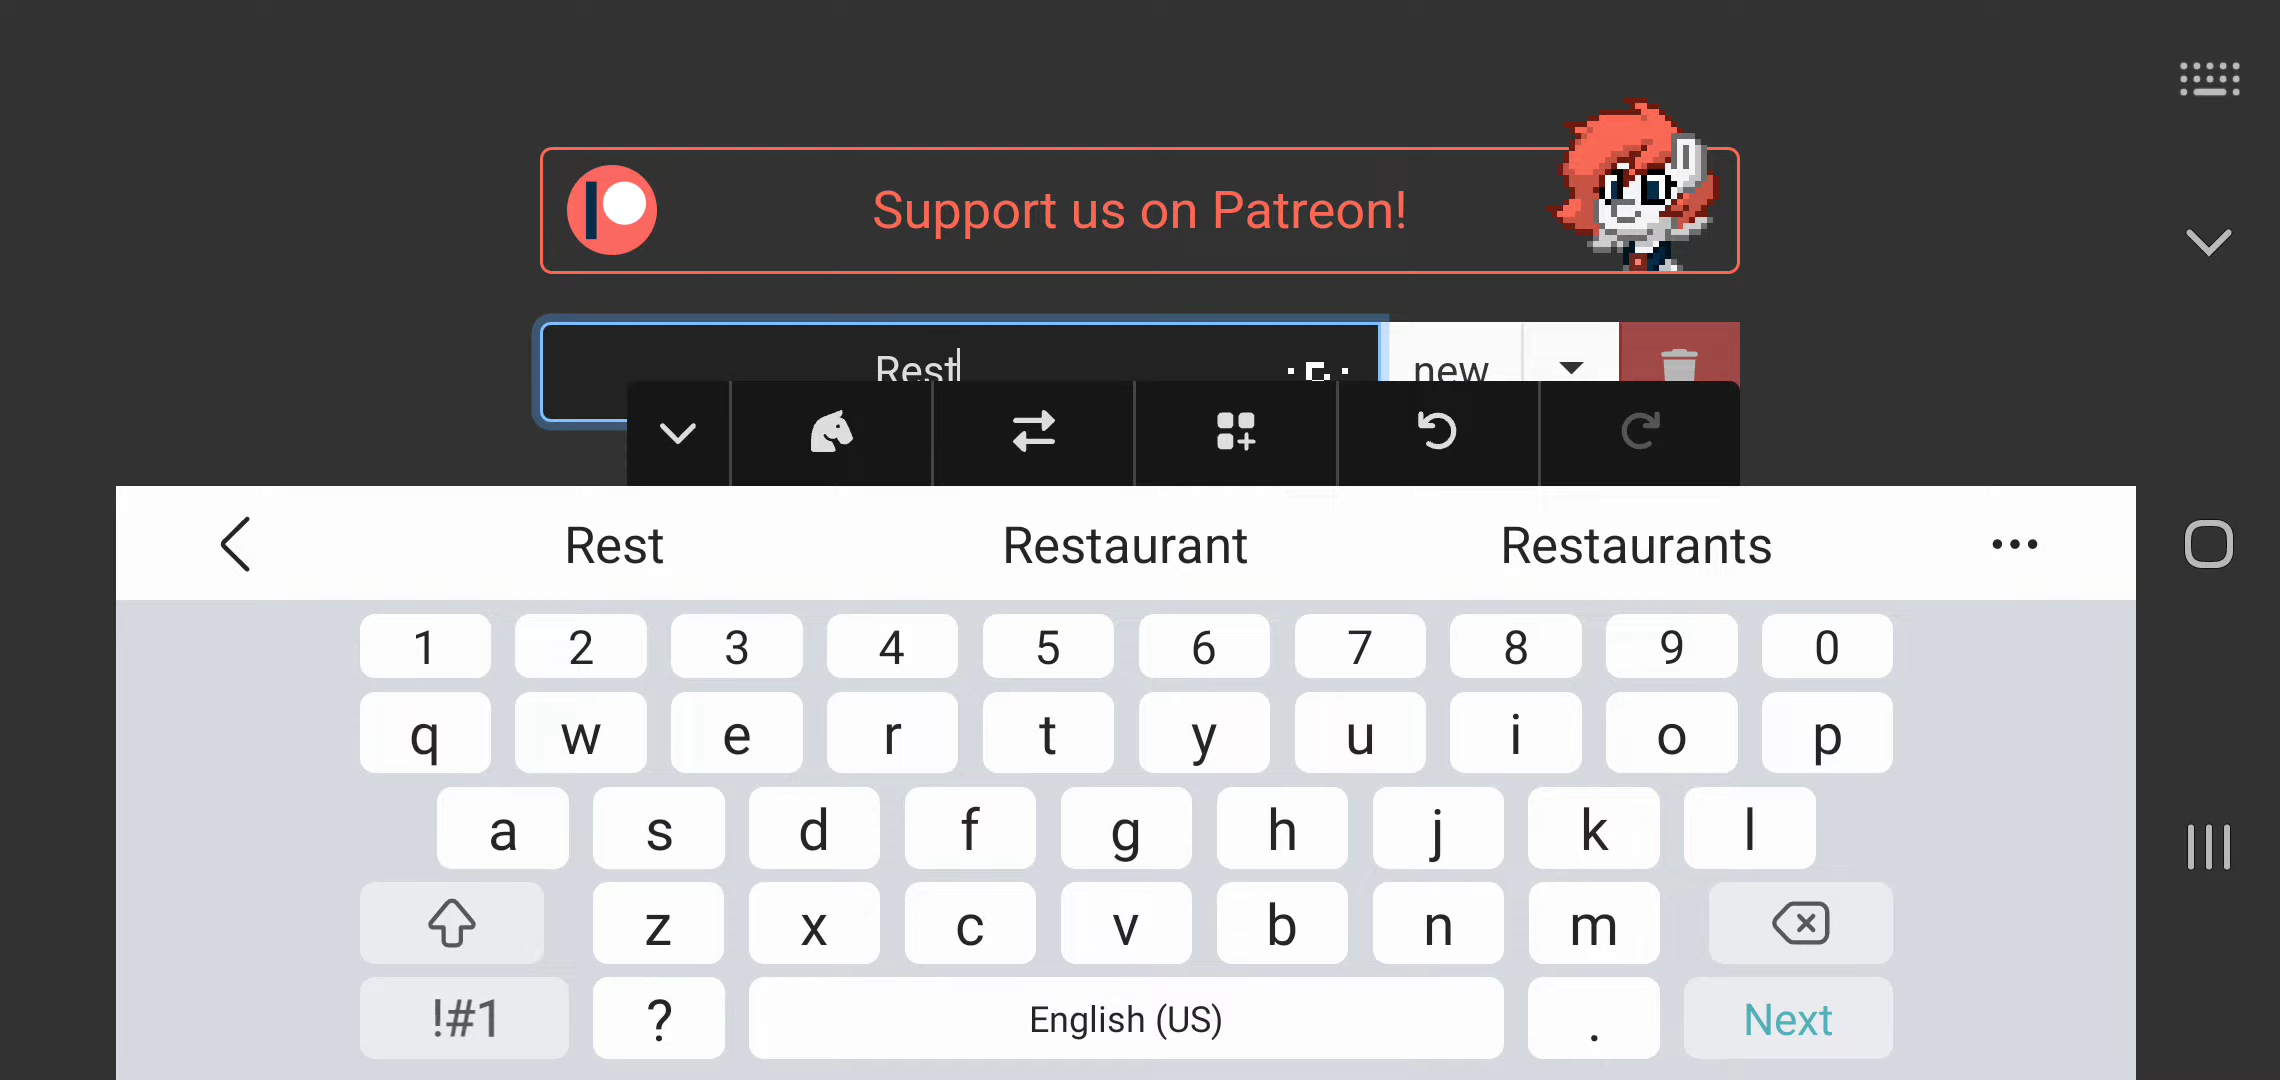 Support us on Patreon!
Rest new
Rest Restaurant Restaurants
1 2 3 4 5 6 7 8 9 0
q w e r t y u i o p
a s d f g h j k l
z x c v b n m
!#1 ? English (US) . Next